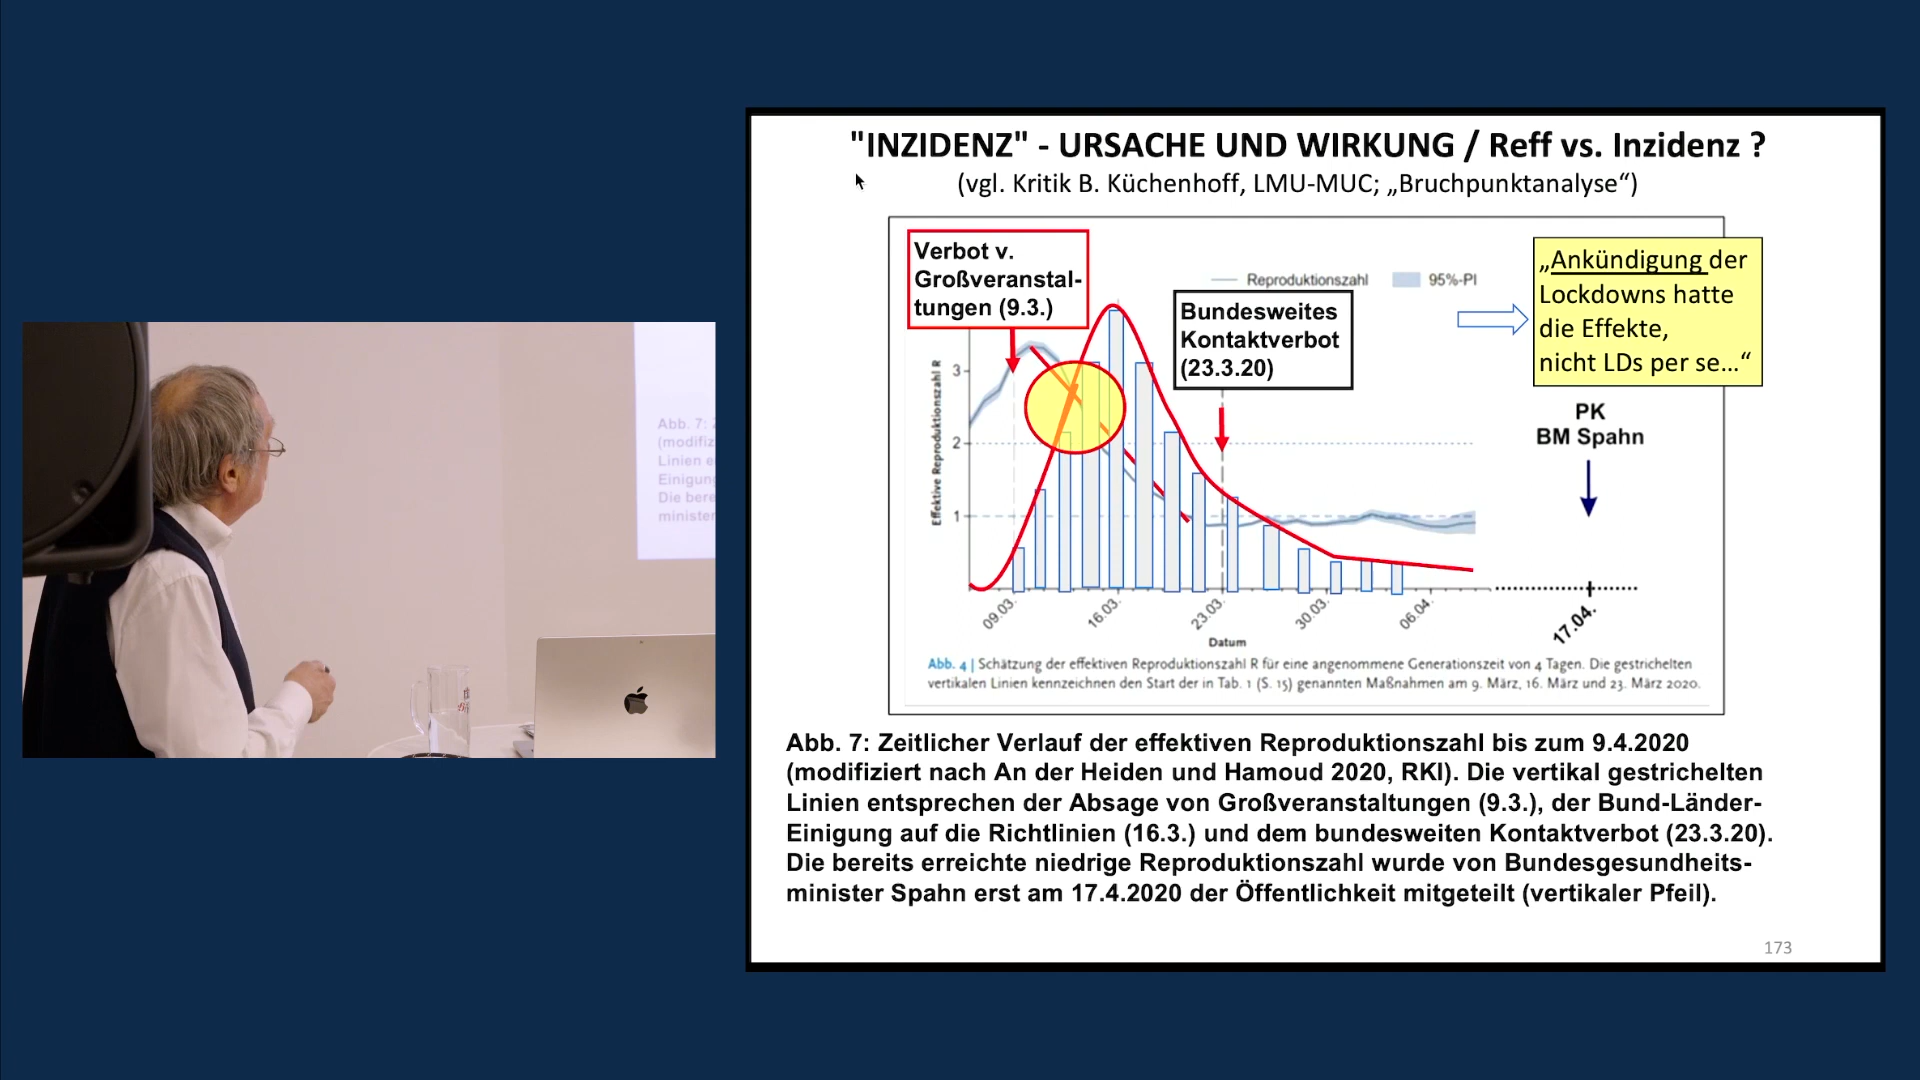 "INZIDENZ" - URSACHE UND WIRKUNG / Reff vs. Inzidenz ?
(vgl. Kritik B. Küchenhoff, LMU-MUC; „Bruchpunktanalyse“)
Verbot v.
Großveranstal-
tungen (9.3.)
Reproduktionszahl
95%-PI
Bundesweites
Kontaktverbot
(23.3.20)
„Ankündigung der
Lockdowns hatte
die Effekte,
nicht LDs per se...“
PK
BM Spahn
Effektive Reproduktionszahl R
3
2
1
09.03.
16.03.
23.03.
30.03.
06.04.
17.04.
Datum
Abb. 4 | Schätzung der effektiven Reproduktionszahl R für eine angenommene Generationszeit von 4 Tagen. Die gestrichelten
vertikalen Linien kennzeichnen den Start der in Tab. 1 (S. 15) genannten Maßnahmen am 9. März, 16. März und 23. März 2020.
Abb. 7: Zeitlicher Verlauf der effektiven Reproduktionszahl bis zum 9.4.2020
(modifiziert nach An der Heiden und Hamoud 2020, RKI). Die vertikal gestrichelten
Linien entsprechen der Absage von Großveranstaltungen (9.3.), der Bund-Länder-
Einigung auf die Richtlinien (16.3.) und dem bundesweiten Kontaktverbot (23.3.20).
Die bereits erreichte niedrige Reproduktionszahl wurde von Bundesgesundheits-
minister Spahn erst am 17.4.2020 der Öffentlichkeit mitgeteilt (vertikaler Pfeil).
173
Abb. 7:
(modifiz
Linien e
Einigun
Die bere
minister